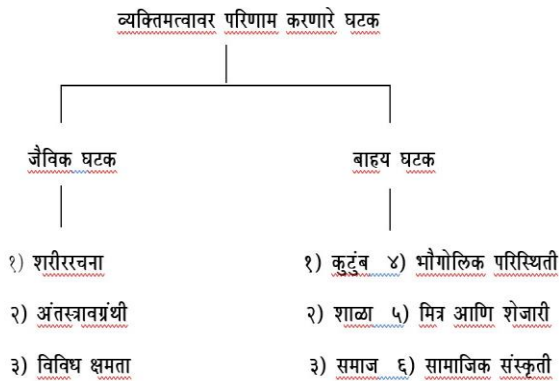 व्यक्तिमत्वावर परिणाम करणारे घटक
जैविक घटक
बाहय घटक
१) शरीररचना
२) अंतस्त्रावग्रंथी
३) विविध क्षमता
१) कुटुंब ४) भौगोलिक परिस्थिती
२) शाळा ५) मित्र आणि शेजारी
३) समाज ६) सामाजिक संस्कृती